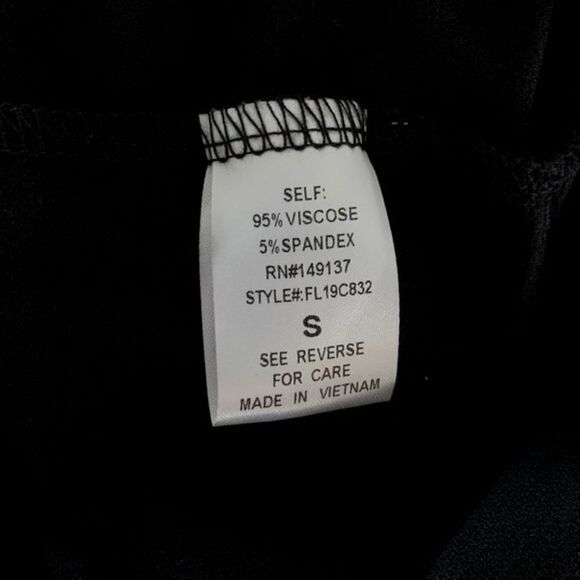 SELF:
95% VISCOSE
5% SPANDEX
RN#149137
STYLE#:FL19C832
S
SEE REVERSE
FOR CARE
MADE IN VIETNAM